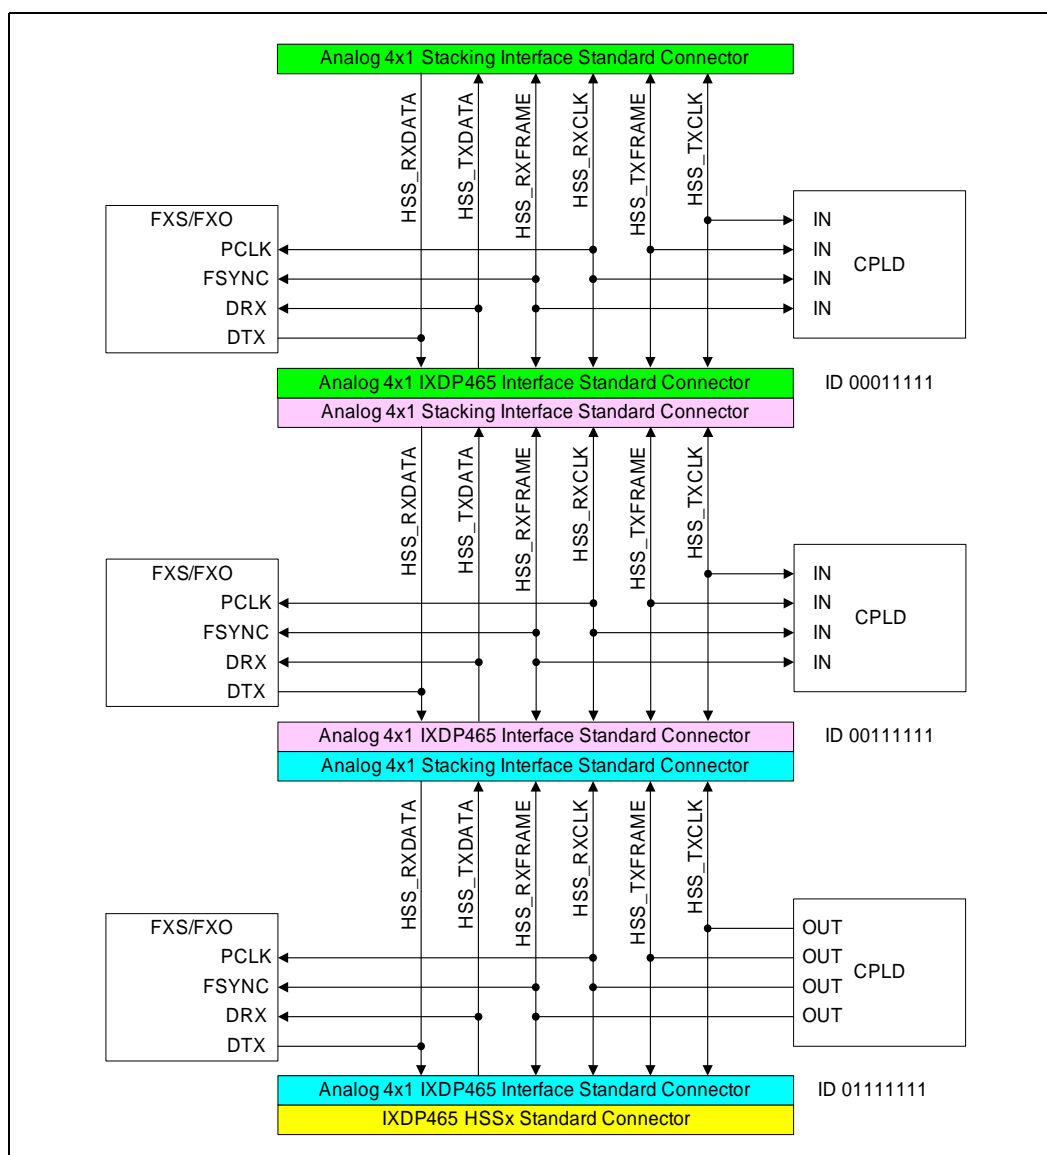 Analog 4x1 Stacking Interface Standard Connector
HSS_RXDATA
HSS_TXDATA
HSS_RXFRAME
HSS_RXCLK
HSS_TXFRAME
HSS_TXCLK
FXS/FXO
PCLK
FSYNC
DRX
DTX
IN
IN
IN
IN
CPLD
Analog 4x1 IXDP465 Interface Standard Connector
ID 00011111
Analog 4x1 Stacking Interface Standard Connector
HSS_RXDATA
HSS_TXDATA
HSS_RXFRAME
HSS_RXCLK
HSS_TXFRAME
HSS_TXCLK
FXS/FXO
PCLK
FSYNC
DRX
DTX
IN
IN
IN
IN
CPLD
Analog 4x1 IXDP465 Interface Standard Connector
ID 00111111
Analog 4x1 Stacking Interface Standard Connector
HSS_RXDATA
HSS_TXDATA
HSS_RXFRAME
HSS_RXCLK
HSS_TXFRAME
HSS_TXCLK
FXS/FXO
PCLK
FSYNC
DRX
DTX
OUT
OUT
OUT
OUT
CPLD
Analog 4x1 IXDP465 Interface Standard Connector
ID 01111111
IXDP465 HSSx Standard Connector